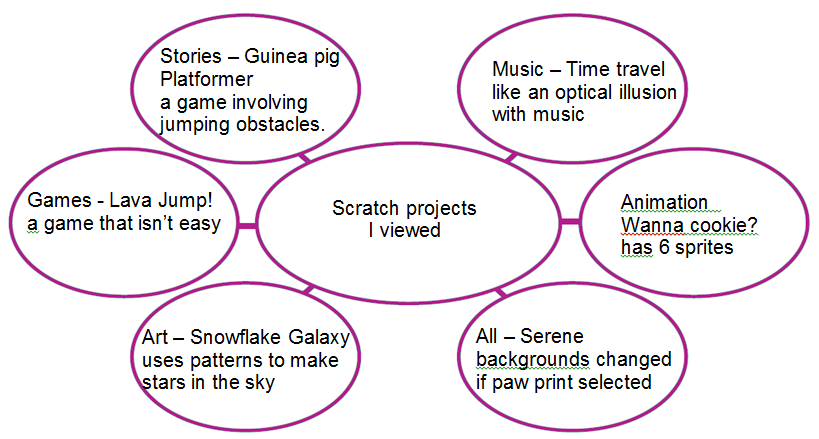 Stories – Guinea pig
Platformer
a game involving
jumping obstacles.
Music – Time travel
like an optical illusion
with music
Games - Lava Jump!
a game that isn't easy
Scratch projects
I viewed
Animation
Wanna cookie?
has 6 sprites
Art – Snowflake Galaxy
uses patterns to make
stars in the sky
All – Serene
backgrounds changed
if paw print selected